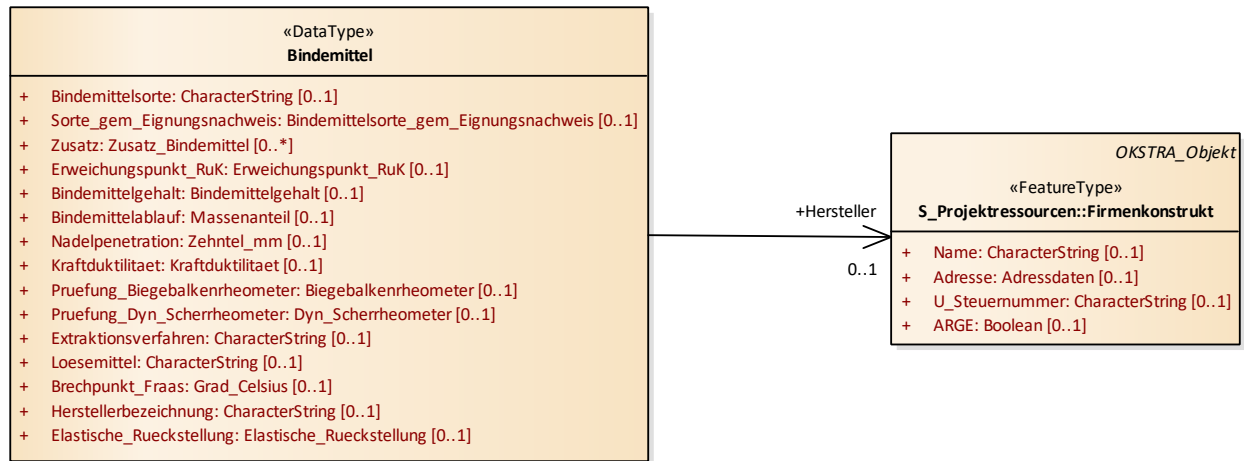 «DataType»
Bindemittel
+ Bindemittelsorte: CharacterString [0..1]
+ Sorte_gem_Eignungsnachweis: Bindemittelsorte_gem_Eignungsnachweis [0..1]
+ Zusatz: Zusatz_Bindemittel [0..*]
+ Erweichungspunkt_RuK: Erweichungspunkt_RuK [0..1]
+ Bindemittelgehalt: Bindemittelgehalt [0..1]
+ Bindemittelablauf: Massenanteil [0..1]
+ Nadelpenetration: Zehntel_mm [0..1]
+ Kraftduktilitaet: Kraftduktilitaet [0..1]
+ Pruefung_Biegebalkenrheometer: Biegebalkenrheometer [0..1]
+ Pruefung_Dyn_Scherrheometer: Dyn_Scherrheometer [0..1]
+ Extraktionsverfahren: CharacterString [0..1]
+ Loesemittel: CharacterString [0..1]
+ Brechpunkt_Fraas: Grad_Celsius [0..1]
+ Herstellerbezeichnung: CharacterString [0..1]
+ Elastische_Rueckstellung: Elastische_Rueckstellung [0..1]
+Hersteller
0..1
OKSTRA_Objekt
«FeatureType»
S_Projektressourcen::Firmenkonstrukt
+ Name: CharacterString [0..1]
+ Adresse: Adressdaten [0..1]
+ U_Steuernummer: CharacterString [0..1]
+ ARGE: Boolean [0..1]